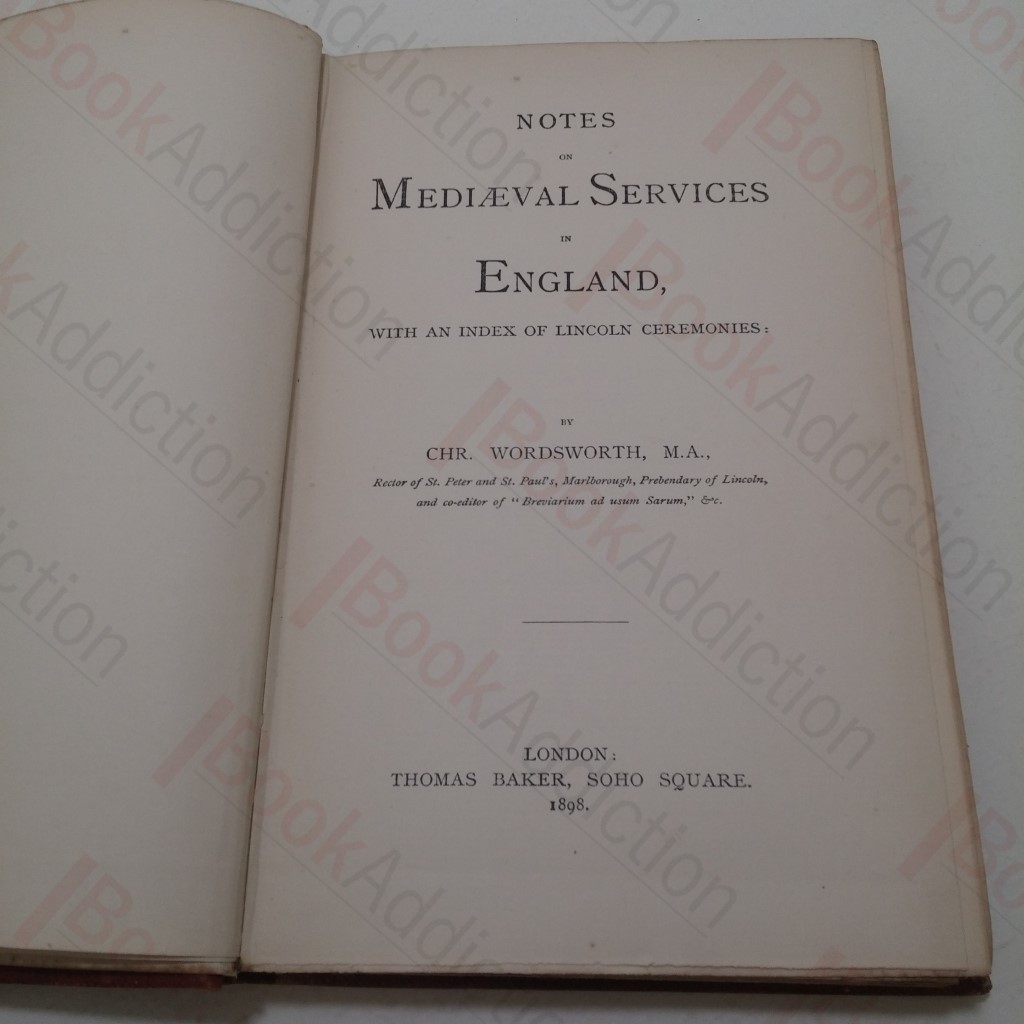 NOTES
ON
MEDIÆVAL SERVICES
IN
ENGLAND,
WITH AN INDEX OF LINCOLN CEREMONIES:
BY
CHR. WORDSWORTH, M.A.,
Rector of St. Peter and St. Paul's, Marlborough, Prebendary of Lincoln,
and co-editor of "Breviarium ad usum Sarum," &c.
LONDON:
THOMAS BAKER, SOHO SQUARE.
1898.
BookAddiction